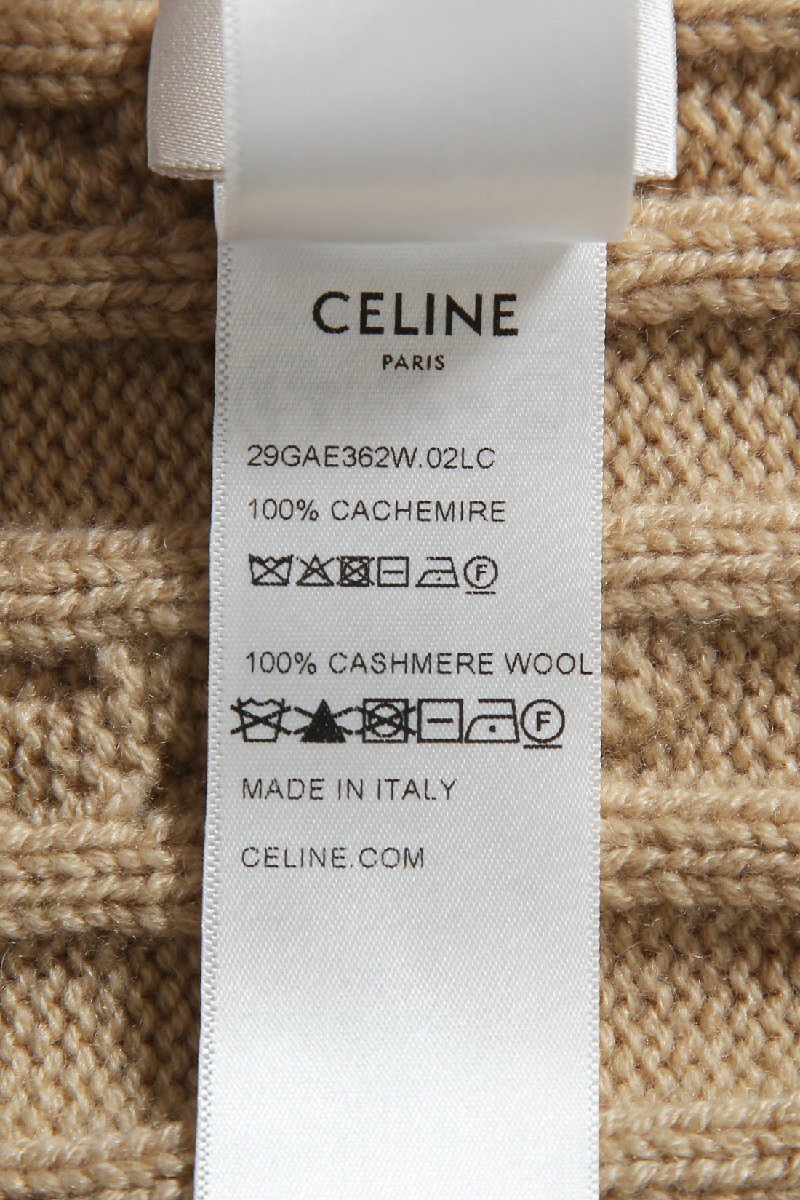 CELINE
PARIS
29GAE362W.02LC
100% CACHEMIRE
F
100% CASHMERE WOOL
F
MADE IN ITALY
CELINE.COM